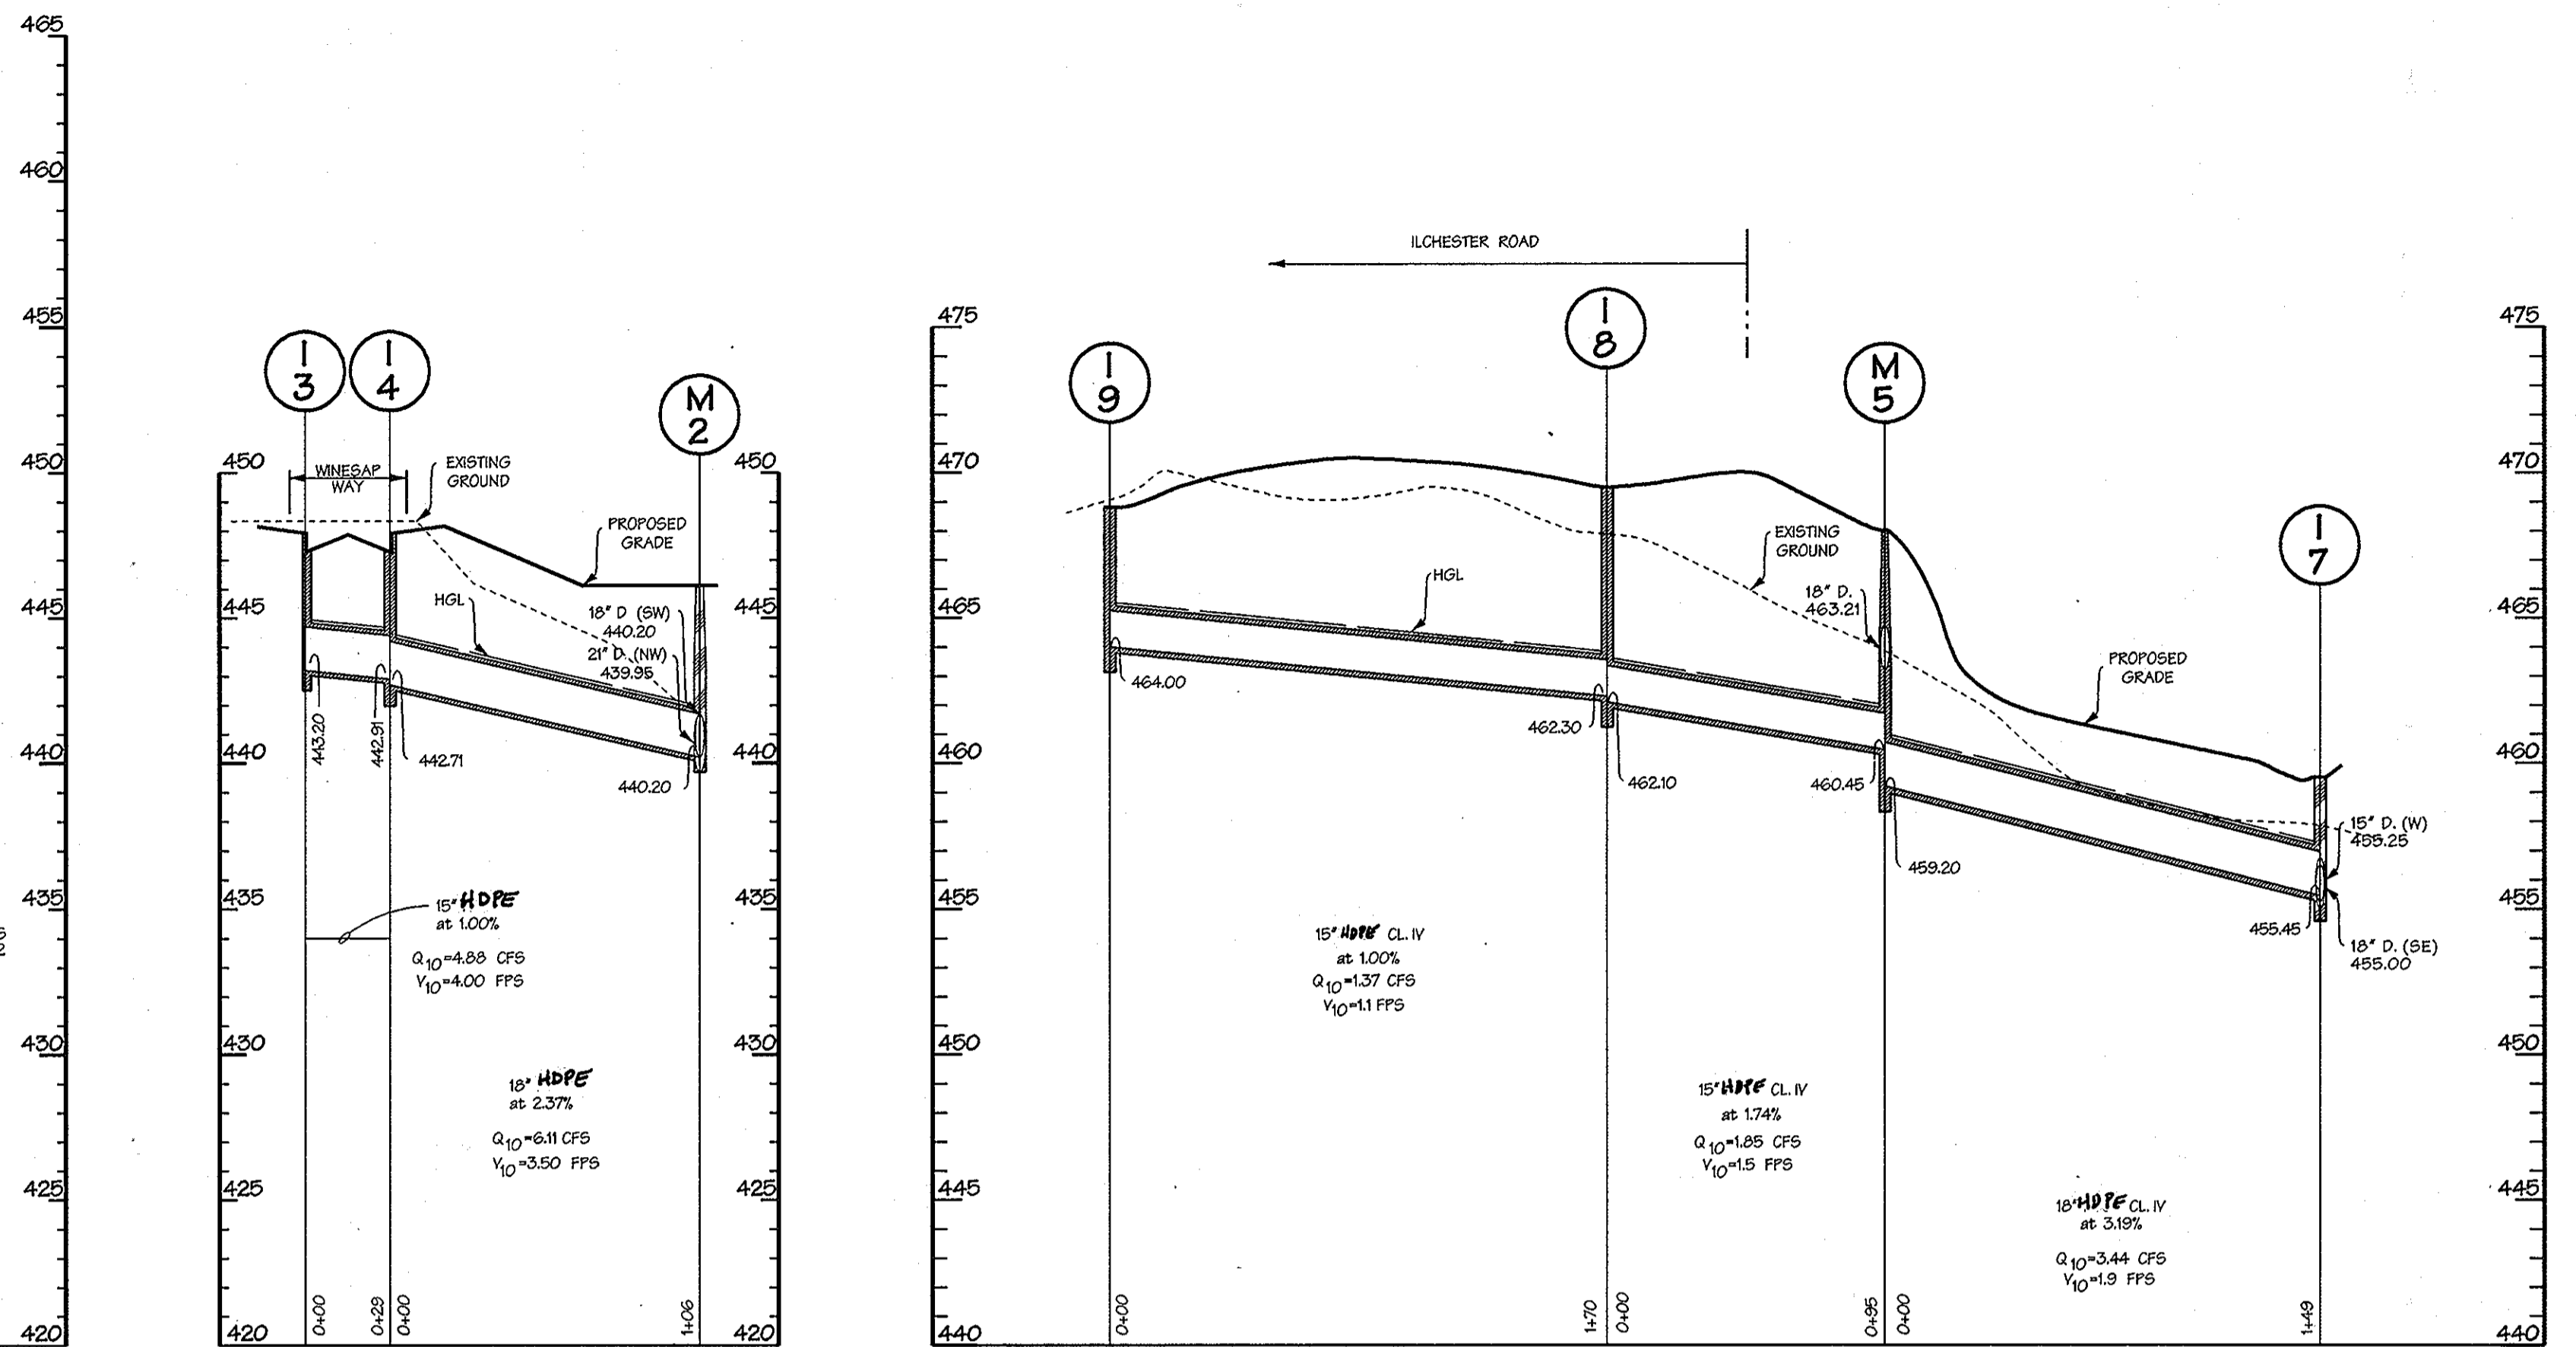 465
460
455
450
445
440
435
430
425
420
I
3
I
4
M
2
450
445
440
435
430
425
420
450
445
440
435
430
425
420
WINESAP
WAY
EXISTING
GROUND
PROPOSED
GRADE
HGL
18" D (SW)
440.20
21" D. (NW)
439.95
443.20
442.91
442.71
440.20
15" HDPE
at 1.00%
Q10=4.88 CFS
V10=4.00 FPS
18" HDPE
at 2.37%
Q10=6.11 CFS
V10=3.50 FPS
0+00
0+29
0+00
1+06
ILCHESTER ROAD
I
9
I
8
M
5
I
7
475
470
465
460
455
450
445
440
475
470
465
460
455
450
445
440
HGL
EXISTING
GROUND
18" D.
463.21
PROPOSED
GRADE
464.00
462.30
462.10
460.45
459.20
455.45
15" D. (W)
455.25
18" D. (SE)
455.00
15" HDPE CL. IV
at 1.00%
Q10=1.37 CFS
V10=1.1 FPS
15" HDPE CL. IV
at 1.74%
Q10=1.85 CFS
V10=1.5 FPS
18" HDPE CL. IV
at 3.19%
Q10=3.44 CFS
V10=1.9 FPS
0+00
1+70
0+00
0+95
0+00
1+49